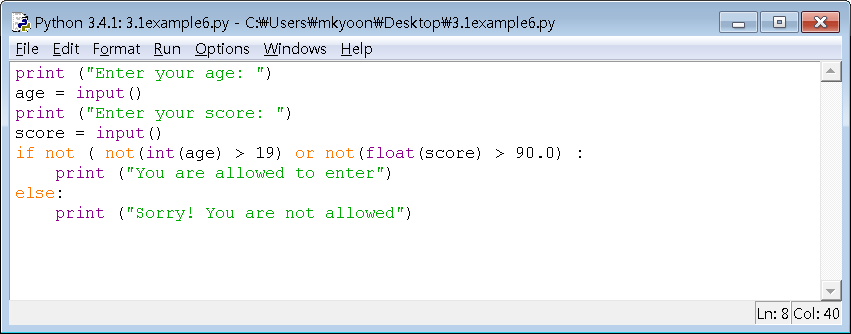 Python 3.4.1: 3.1example6.py - C:₩Users₩mkyoon₩Desktop₩3.1example6.py
File Edit Format Run Options Windows Help
print ("Enter your age: ")
age = input()
print ("Enter your score: ")
score = input()
if not ( not(int(age) > 19) or not(float(score) > 90.0) :
    print ("You are allowed to enter")
else:
    print ("Sorry! You are not allowed")
Ln: 8 Col: 40